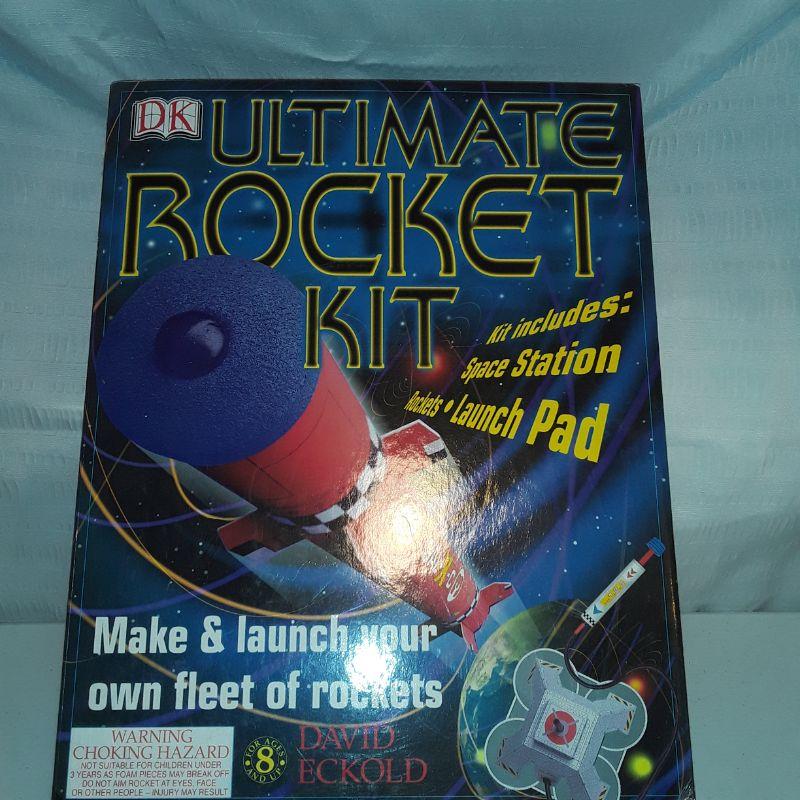 DK ULTIMATE
ROCKET
KIT
Kit includes:
Space Station
Rockets • Launch Pad
Make & launch your
own fleet of rockets
WARNING
CHOKING HAZARD
NOT SUITABLE FOR CHILDREN UNDER
3 YEARS AS FOAM PIECES MAY BREAK OFF
DO NOT AIM ROCKET AT EYES, FACE
OR OTHER PEOPLE – INJURY MAY RESULT
FOR AGES
8
AND UP
DAVID
ECKOLD